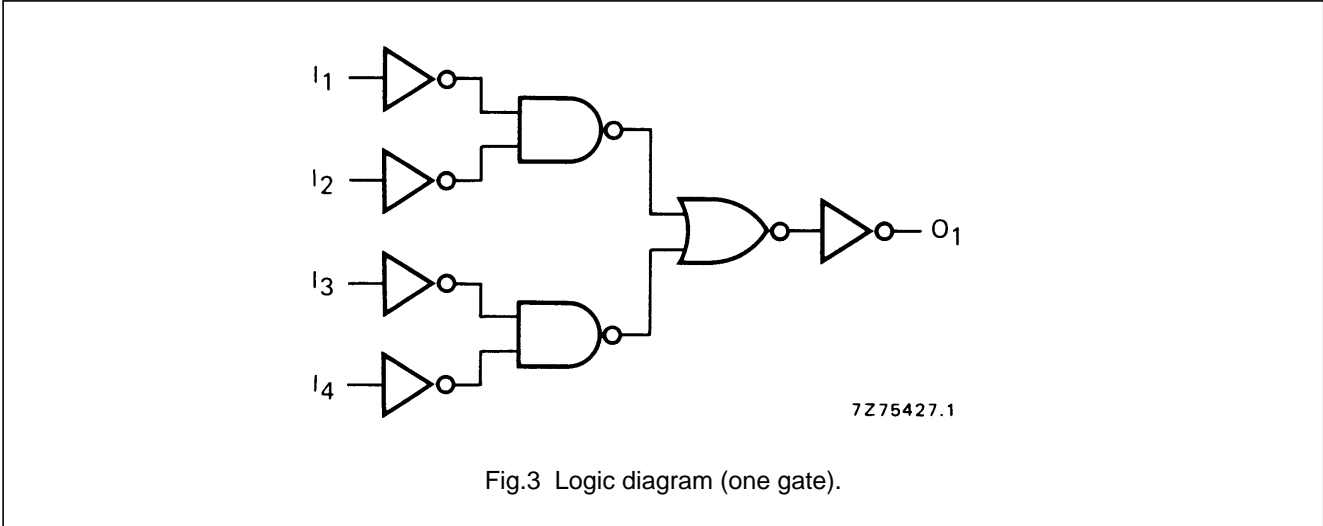 I1
I2
O1
I3
I4
7Z75427.1
Fig.3 Logic diagram (one gate).